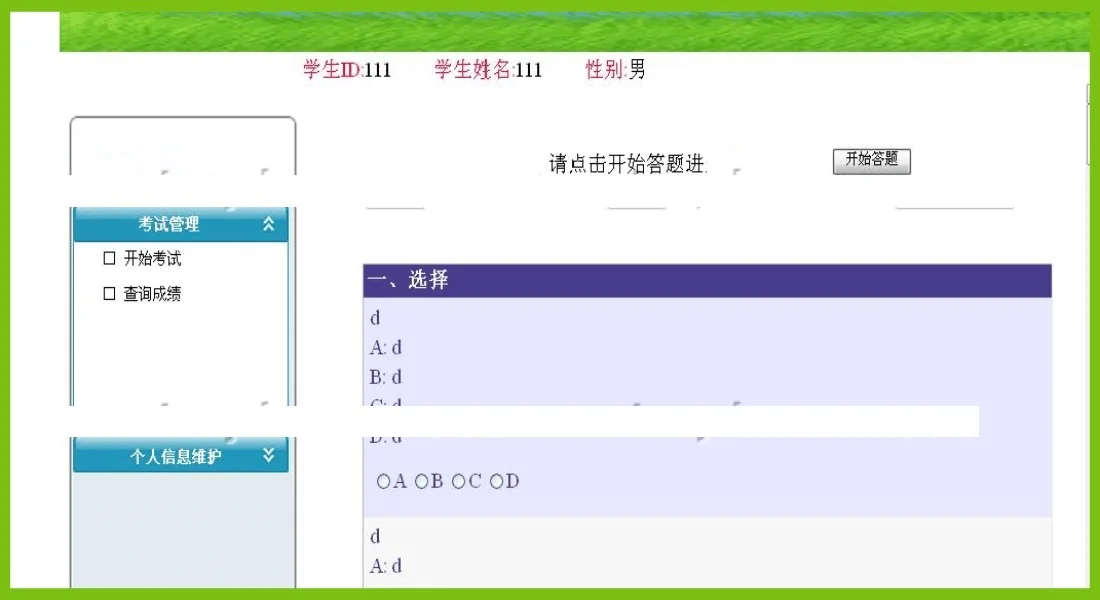 学生ID:111 学生姓名:111 性别:男
请点击开始答题进 开始答题
考试管理
开始考试
查询成绩
个人信息维护
一、选择
d
A: d
B: d
C: d
D: d
A B C D
d
A: d